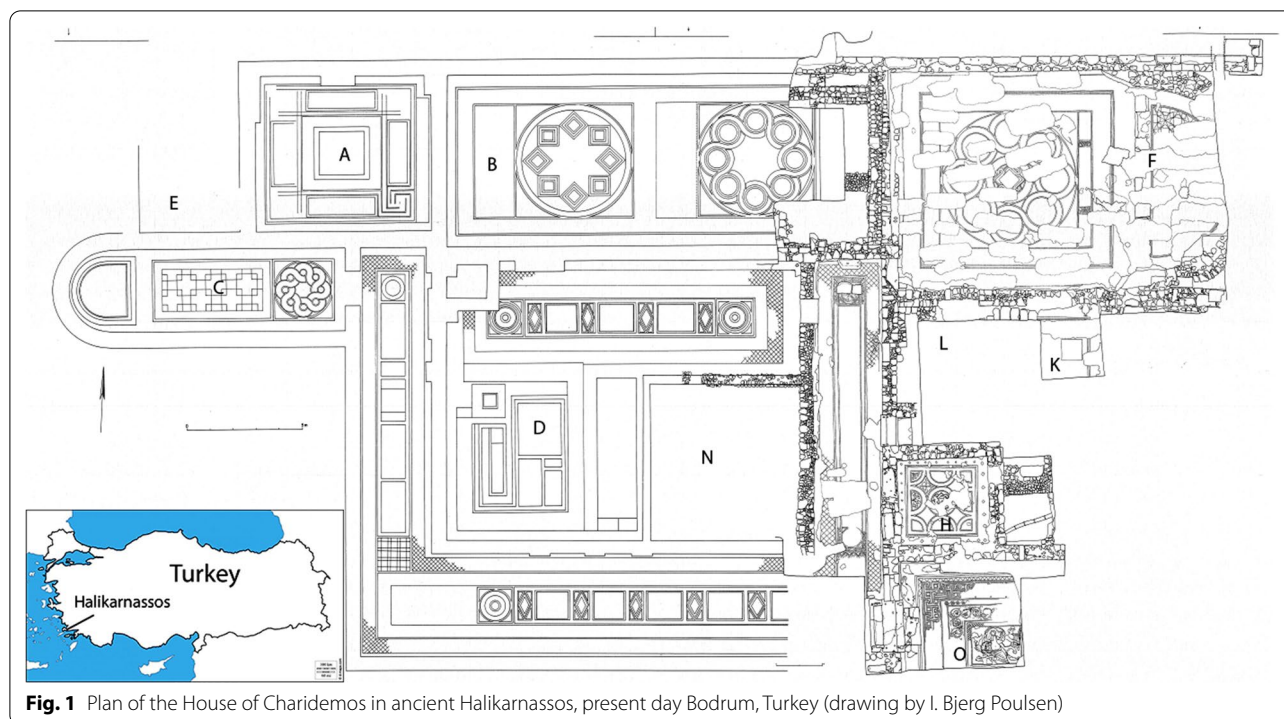 A
B
F
E
C
L
K
D
N
H
O
Turkey
Halikarnassos
Fig. 1 Plan of the House of Charidemos in ancient Halikarnassos, present day Bodrum, Turkey (drawing by I. Bjerg Poulsen)